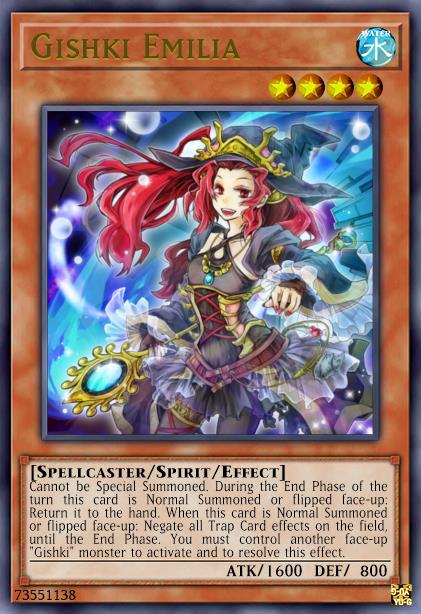 GISHKI EMILIA
WATER
水
[SPELLCASTER/SPIRIT/EFFECT]
Cannot be Special Summoned. During the End Phase of the
turn this card is Normal Summoned or flipped face-up:
Return it to the hand. When this card is Normal Summoned
or flipped face-up: Negate all Trap Card effects on the field,
until the End Phase. You must control another face-up
"Gishki" monster to activate and to resolve this effect.
ATK/1600 DEF/ 800
73551138